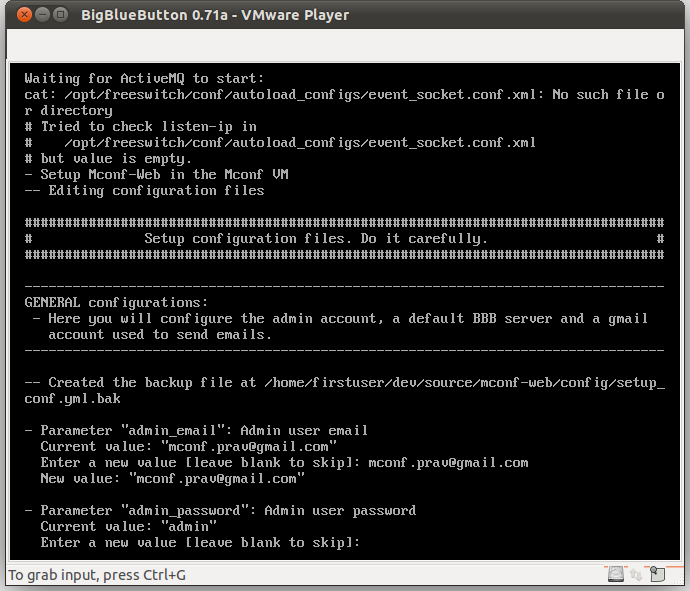 BigBlueButton 0.71a - VMware Player
Waiting for ActiveMQ to start:
cat: /opt/freeswitch/conf/autoload_configs/event_socket.conf.xml: No such file o
r directory
# Tried to check listen-ip in
#    /opt/freeswitch/conf/autoload_configs/event_socket.conf.xml
# but value is empty.
- Setup Mconf-Web in the Mconf VM
-- Editing configuration files
################################################################################
#              Setup configuration files. Do it carefully.                     #
################################################################################
--------------------------------------------------------------------------------
GENERAL configurations:
 - Here you will configure the admin account, a default BBB server and a gmail
   account used to send emails.
--------------------------------------------------------------------------------
-- Created the backup file at /home/firstuser/dev/source/mconf-web/config/setup_
conf.yml.bak
- Parameter "admin_email": Admin user email
  Current value: "mconf.prav@gmail.com"
  Enter a new value [leave blank to skip]: mconf.prav@gmail.com
  New value: "mconf.prav@gmail.com"
- Parameter "admin_password": Admin user password
  Current value: "admin"
  Enter a new value [leave blank to skip]:
To grab input, press Ctrl+G